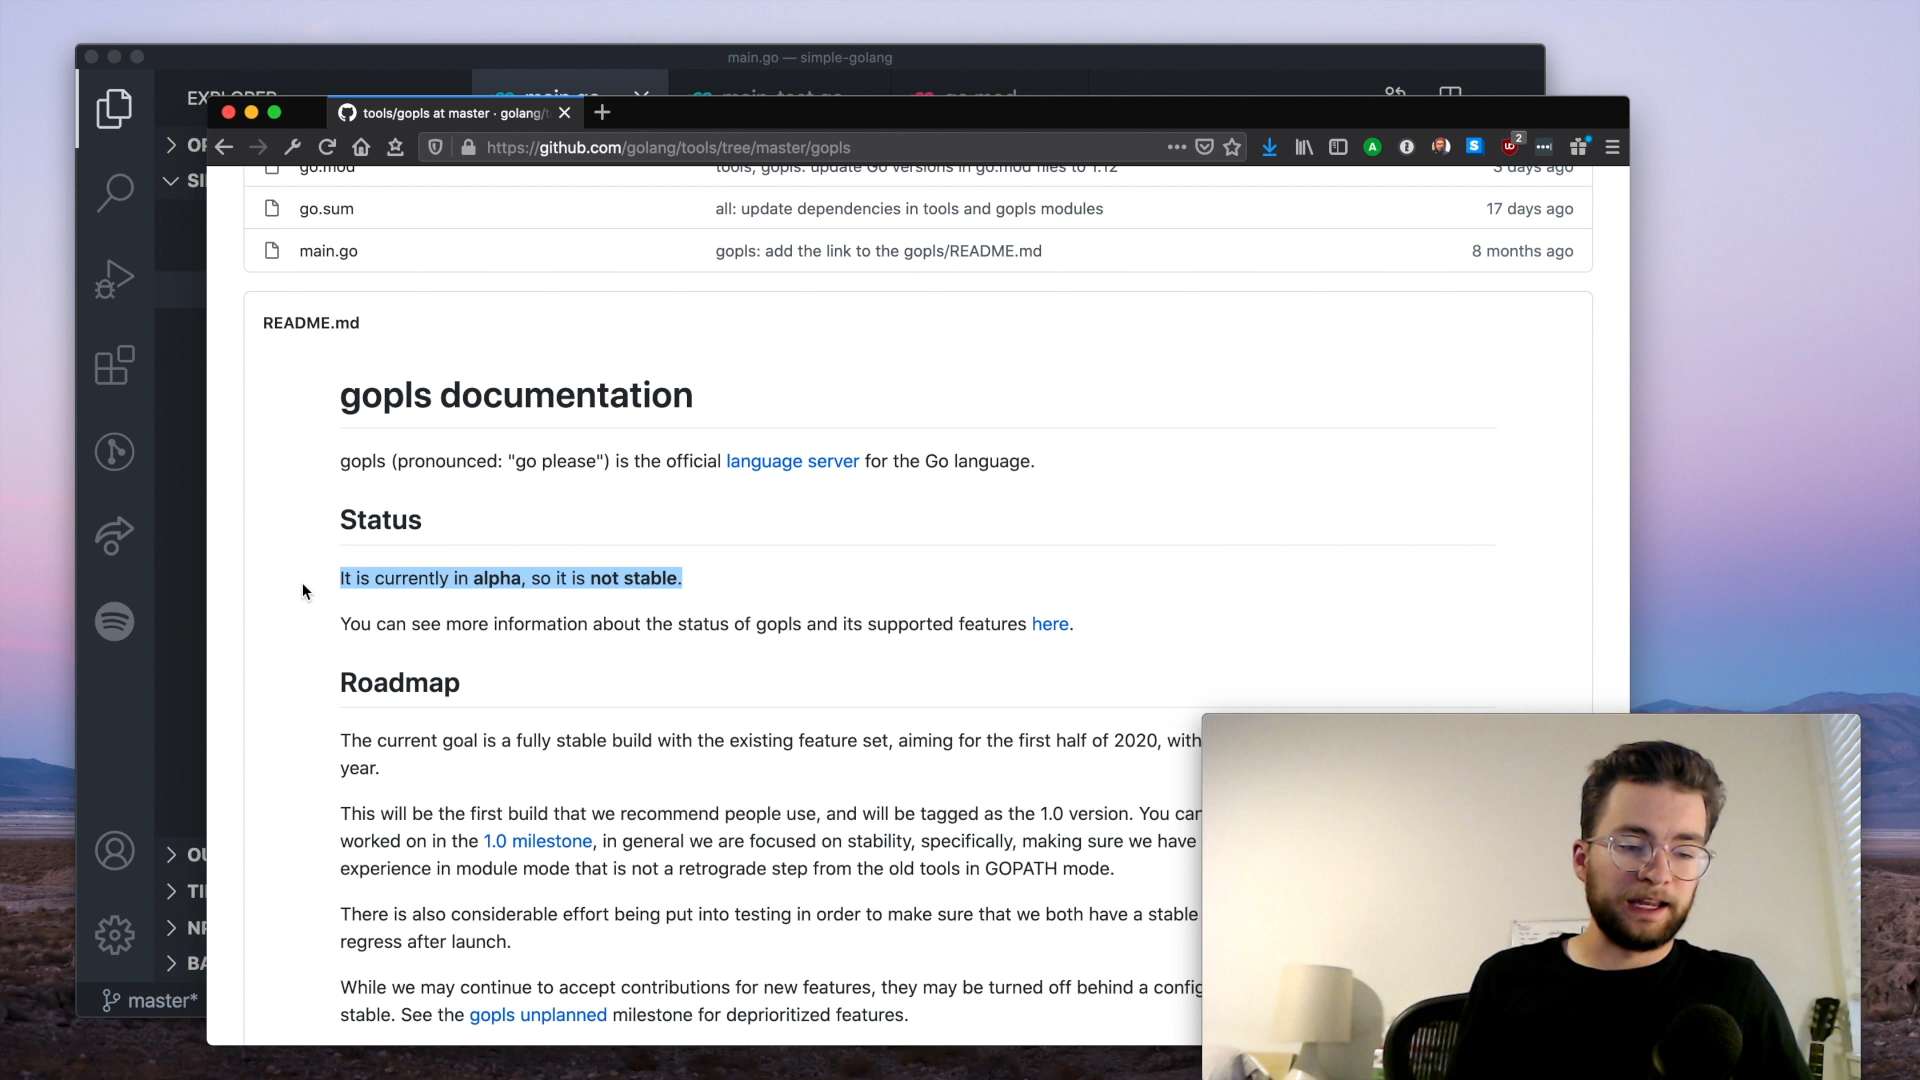 main.go — simple-golang
EXPLORER
main.go
main_test.go
go.mod
tools/gopls at master · golang/t
https://github.com/golang/tools/tree/master/gopls
2
go.mod
tools, gopls: update Go versions in go.mod files to 1.12
3 days ago
go.sum
all: update dependencies in tools and gopls modules
17 days ago
main.go
gopls: add the link to the gopls/README.md
8 months ago
README.md
gopls documentation
gopls (pronounced: "go please") is the official language server for the Go language.
Status
It is currently in alpha, so it is not stable.
You can see more information about the status of gopls and its supported features here.
Roadmap
The current goal is a fully stable build with the existing feature set, aiming for the first half of 2020, with
year.
This will be the first build that we recommend people use, and will be tagged as the 1.0 version. You can
worked on in the 1.0 milestone, in general we are focused on stability, specifically, making sure we have
experience in module mode that is not a retrograde step from the old tools in GOPATH mode.
There is also considerable effort being put into testing in order to make sure that we both have a stable
regress after launch.
While we may continue to accept contributions for new features, they may be turned off behind a config
stable. See the gopls unplanned milestone for deprioritized features.
OU
TI
BA
master*